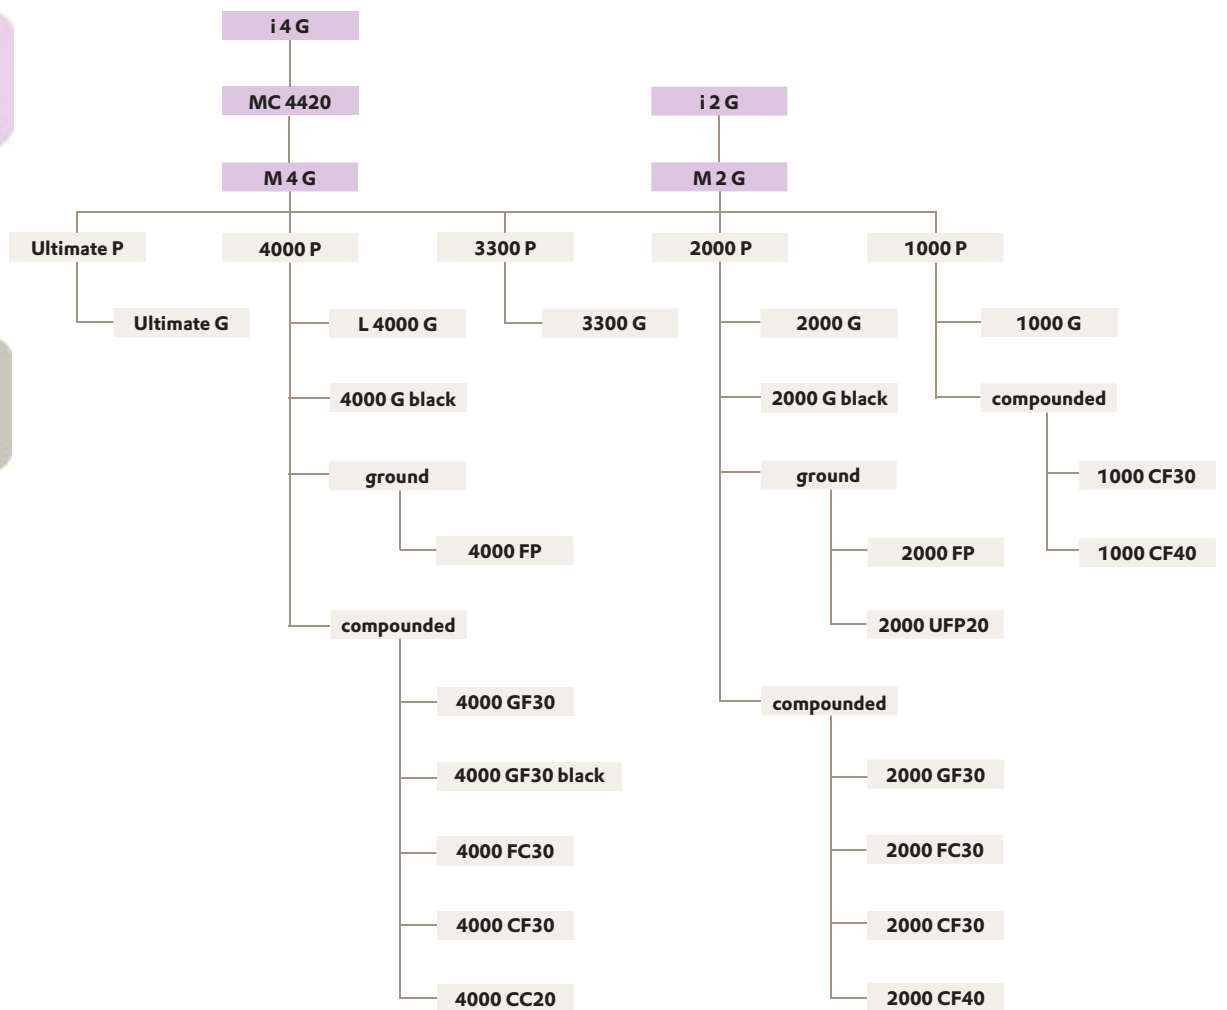 i 4 G
MC 4420
i 2 G
M 4 G
M 2 G
Ultimate P
4000 P
3300 P
2000 P
1000 P
Ultimate G
L 4000 G
3300 G
2000 G
1000 G
4000 G black
2000 G black
compounded
ground
ground
1000 CF30
4000 FP
2000 FP
1000 CF40
compounded
2000 UFP20
4000 GF30
compounded
4000 GF30 black
2000 GF30
4000 FC30
2000 FC30
4000 CF30
2000 CF30
4000 CC20
2000 CF40